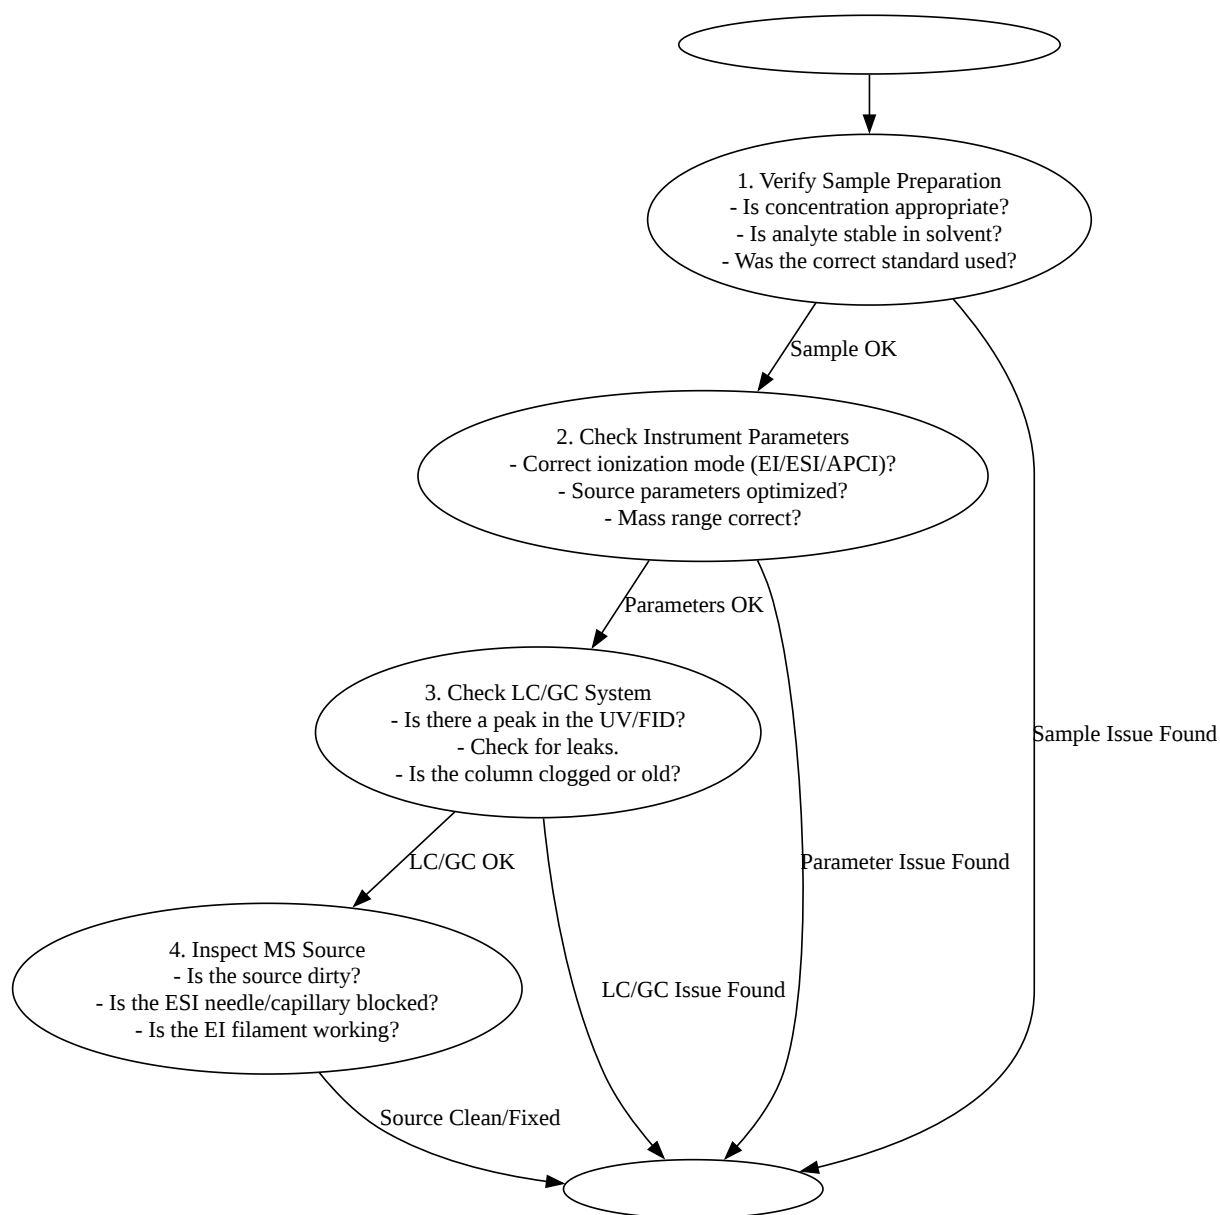 1. Verify Sample Preparation
- Is concentration appropriate?
- Is analyte stable in solvent?
- Was the correct standard used?
Sample OK
2. Check Instrument Parameters
- Correct ionization mode (EI/ESI/APCI)?
- Source parameters optimized?
- Mass range correct?
Parameters OK
3. Check LC/GC System
- Is there a peak in the UV/FID?
- Check for leaks.
- Is the column clogged or old?
Sample Issue Found
LC/GC OK
Parameter Issue Found
4. Inspect MS Source
- Is the source dirty?
- Is the ESI needle/capillary blocked?
- Is the EI filament working?
LC/GC Issue Found
Source Clean/Fixed